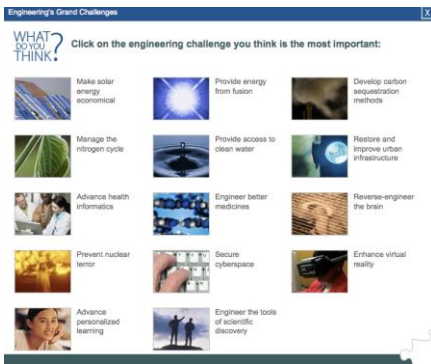 Engineering's Grand Challenges
X
WHAT
DO YOU
THINK?
Click on the engineering challenge you think is the most important:
Make solar
energy
economical
Provide energy
from fusion
Develop carbon
sequestration
methods
Manage the
nitrogen cycle
Provide access to
clean water
Restore and
improve urban
infrastructure
Advance health
informatics
Engineer better
medicines
Reverse-engineer
the brain
Prevent nuclear
terror
Secure
cyberspace
Enhance virtual
reality
Advance
personalized
learning
Engineer the tools
of scientific
discovery